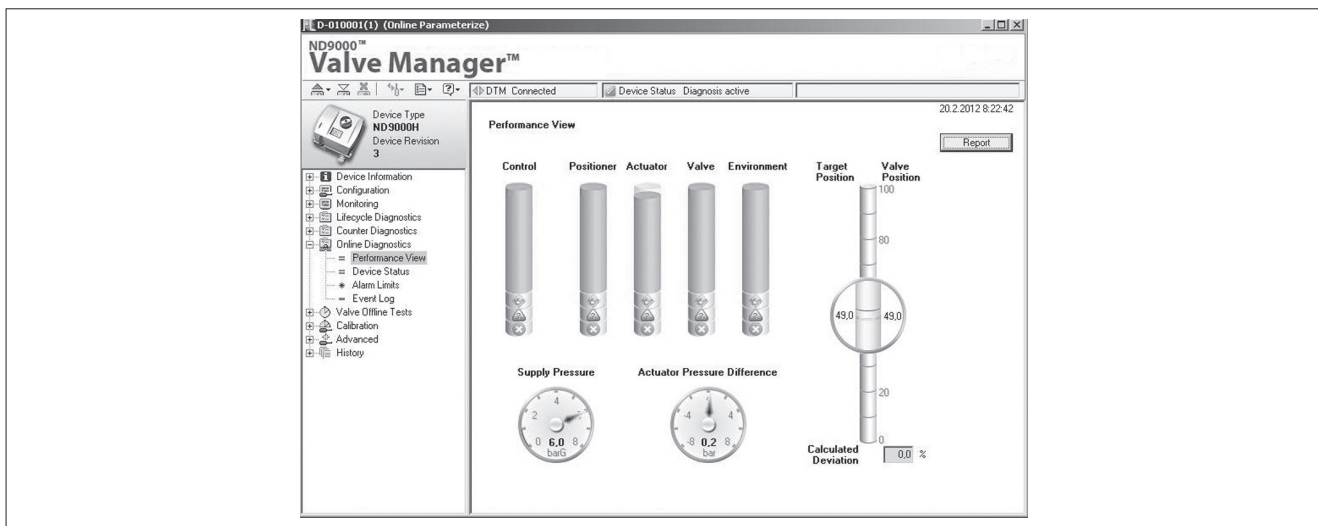 D-010001(1) (Online Parameterize)
ND9000™
Valve Manager™
DTM Connected
Device Status Diagnosis active
Device Type
ND9000H
Device Revision
3
Device Information
Configuration
Monitoring
Lifecycle Diagnostics
Counter Diagnostics
Online Diagnostics
Performance View
Device Status
Alarm Limits
Event Log
Valve Offline Tests
Calibration
Advanced
History
20.2.2012 8:22:42
Performance View
Report
Control Positioner Actuator Valve Environment
Target Position
Valve Position
100
80
49,0 49,0
20
0
Supply Pressure
2 4
0 6,0 8
barG
Actuator Pressure Difference
-4 4
-8 0,2 8
bar
Calculated Deviation 0,0 %